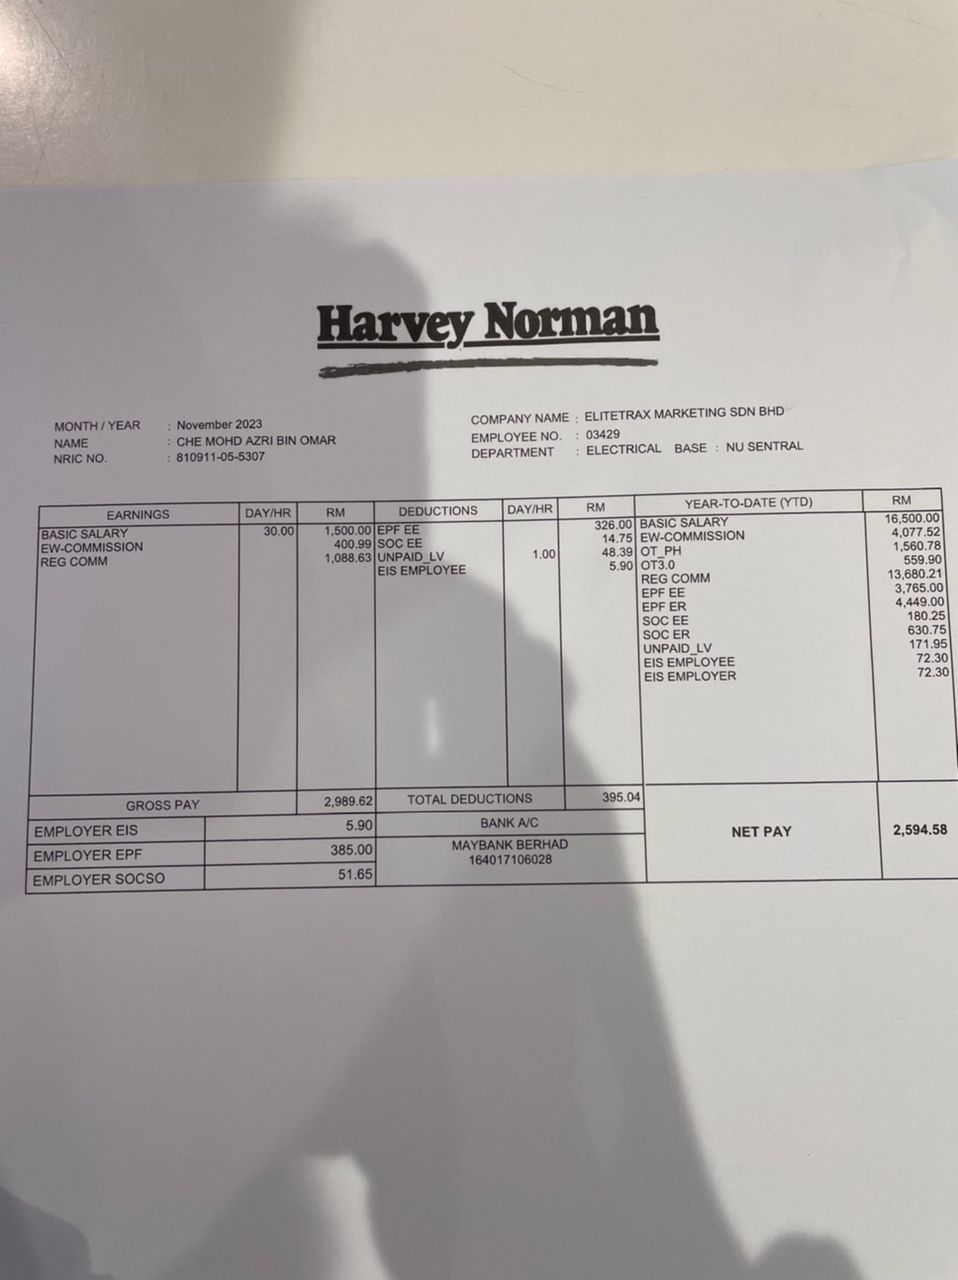 Harvey Norman
MONTH / YEAR : November 2023
NAME : CHE MOHD AZRI BIN OMAR
NRIC NO. : 810911-05-5307
COMPANY NAME : ELITETRAX MARKETING SDN BHD
EMPLOYEE NO. : 03429
DEPARTMENT : ELECTRICAL BASE : NU SENTRAL
EARNINGS DAY/HR RM DEDUCTIONS DAY/HR RM YEAR-TO-DATE (YTD) RM
BASIC SALARY 30.00 1,500.00 EPF EE 326.00 BASIC SALARY 16,500.00
EW-COMMISSION 400.99 SOC EE 14.75 EW-COMMISSION 4,077.52
REG COMM 1,088.63 UNPAID_LV 1.00 48.39 OT_PH 1,560.78
EIS EMPLOYEE 5.90 OT3.0 559.90
REG COMM 13,680.21
EPF EE 3,765.00
EPF ER 4,449.00
SOC EE 180.25
SOC ER 630.75
UNPAID_LV 171.95
EIS EMPLOYEE 72.30
EIS EMPLOYER 72.30
GROSS PAY 2,989.62 TOTAL DEDUCTIONS 395.04
EMPLOYER EIS 5.90 BANK A/C NET PAY 2,594.58
EMPLOYER EPF 385.00 MAYBANK BERHAD
164017106028
EMPLOYER SOCSO 51.65